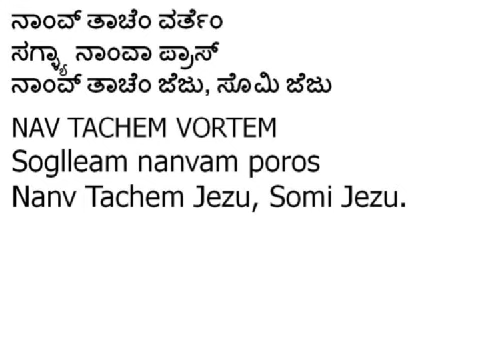 ನಾಂವ್ ತಾಚೆಂ ವರ್ತೆಂ
ಸಗ್ಳ್ಯಾ ನಾಂವಾ ಪ್ರಾಸ್
ನಾಂವ್ ತಾಚೆಂ ಜೆಜು, ಸೊಮಿ ಜೆಜು
NAV TACHEM VORTEM
Soglleam nanvam poros
Nanv Tachem Jezu, Somi Jezu.